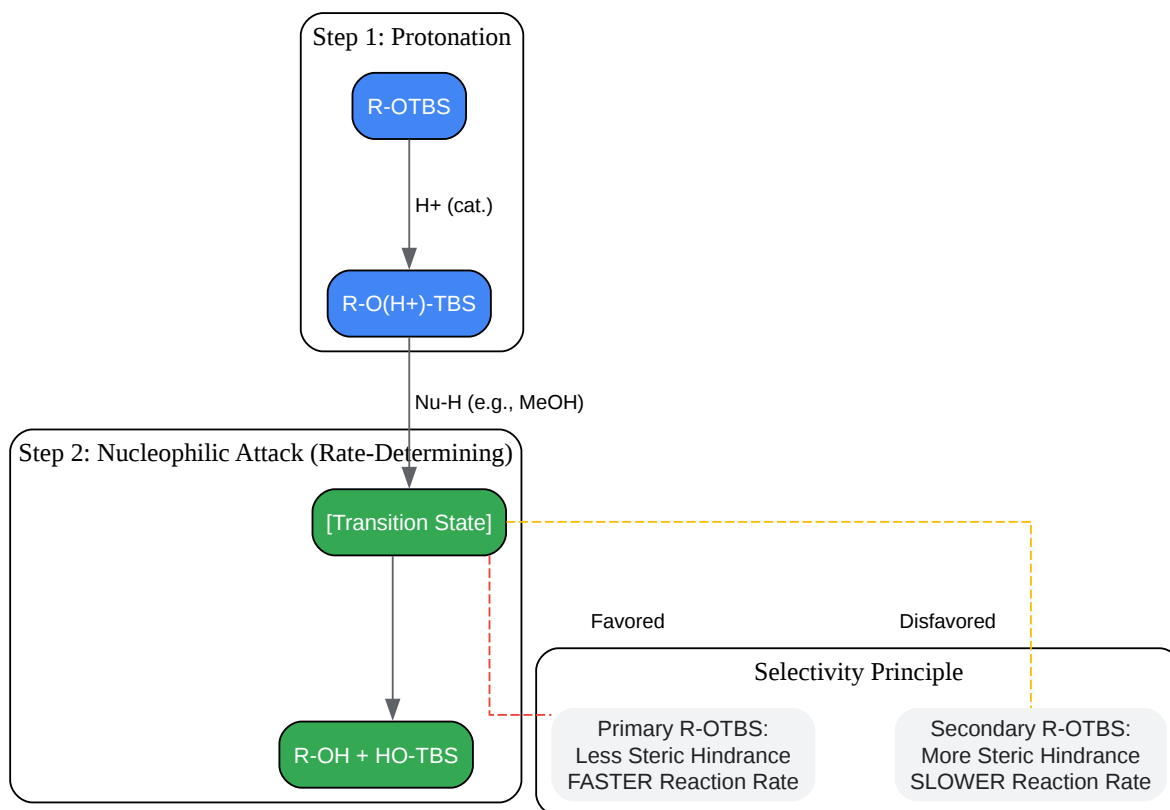 Step 1: Protonation
R-OTBS
H+ (cat.)
R-O(H+)-TBS
Nu-H (e.g., MeOH)
Step 2: Nucleophilic Attack (Rate-Determining)
[Transition State]
Favored
Disfavored
Selectivity Principle
R-OH + HO-TBS
Primary R-OTBS:
Less Steric Hindrance
FASTER Reaction Rate
Secondary R-OTBS:
More Steric Hindrance
SLOWER Reaction Rate